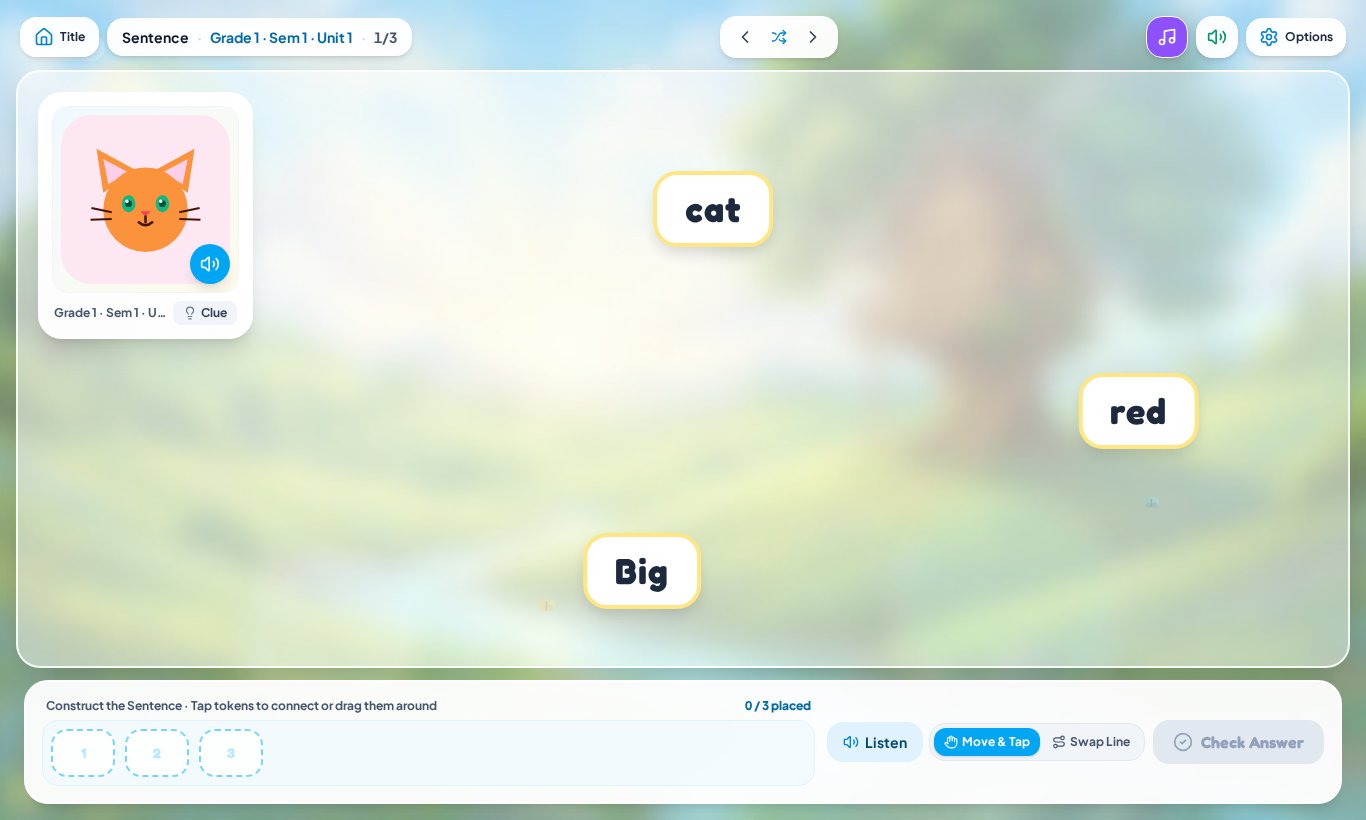 Title
Sentence · Grade 1 · Sem 1 · Unit 1 · 1/3
Options
Grade 1 · Sem 1 · U...
Clue
cat
red
Big
Construct the Sentence · Tap tokens to connect or drag them around
0 / 3 placed
1 2 3
Listen
Move & Tap
Swap Line
Check Answer